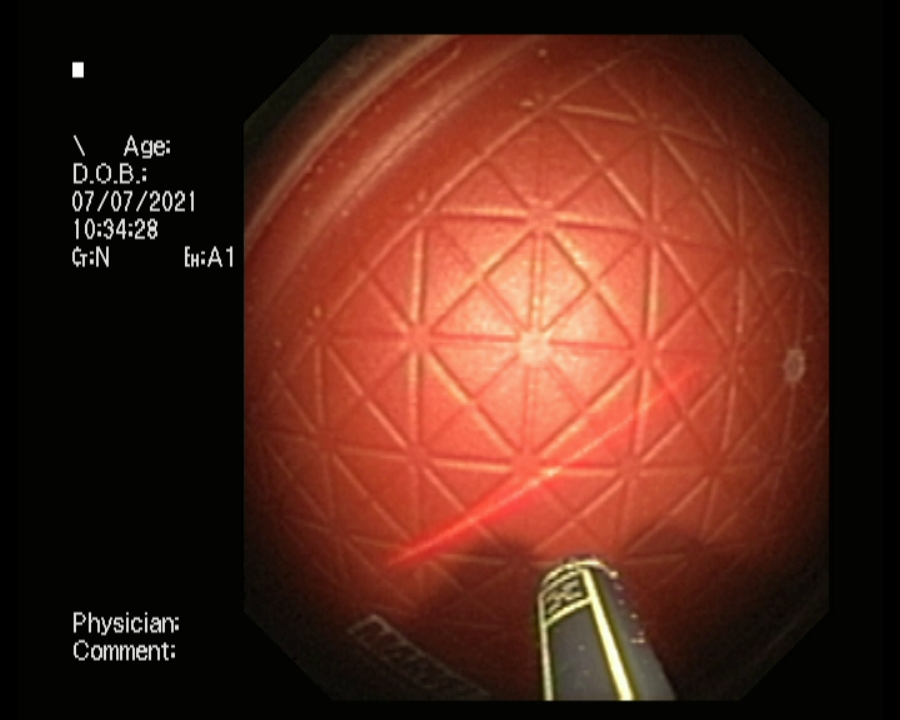 \ Age:
D.O.B.:
07/07/2021
10:34:28
Cr:N EH:A1
Physician:
Comment: